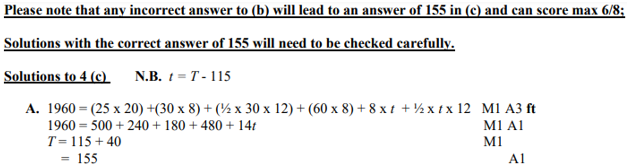 Please note that any incorrect answer to (b) will lead to an answer of 155 in (c) and can score max 6/8;
Solutions with the correct answer of 155 will need to be checked carefully.
Solutions to 4 (c) N.B. t = T - 115
A. 1960 = (25 x 20) +(30 x 8) + (½ x 30 x 12) + (60 x 8) + 8 x t + ½ x t x 12 M1 A3 ft
1960 = 500 + 240 + 180 + 480 + 14t M1 A1
T = 115 + 40 M1
= 155 A1